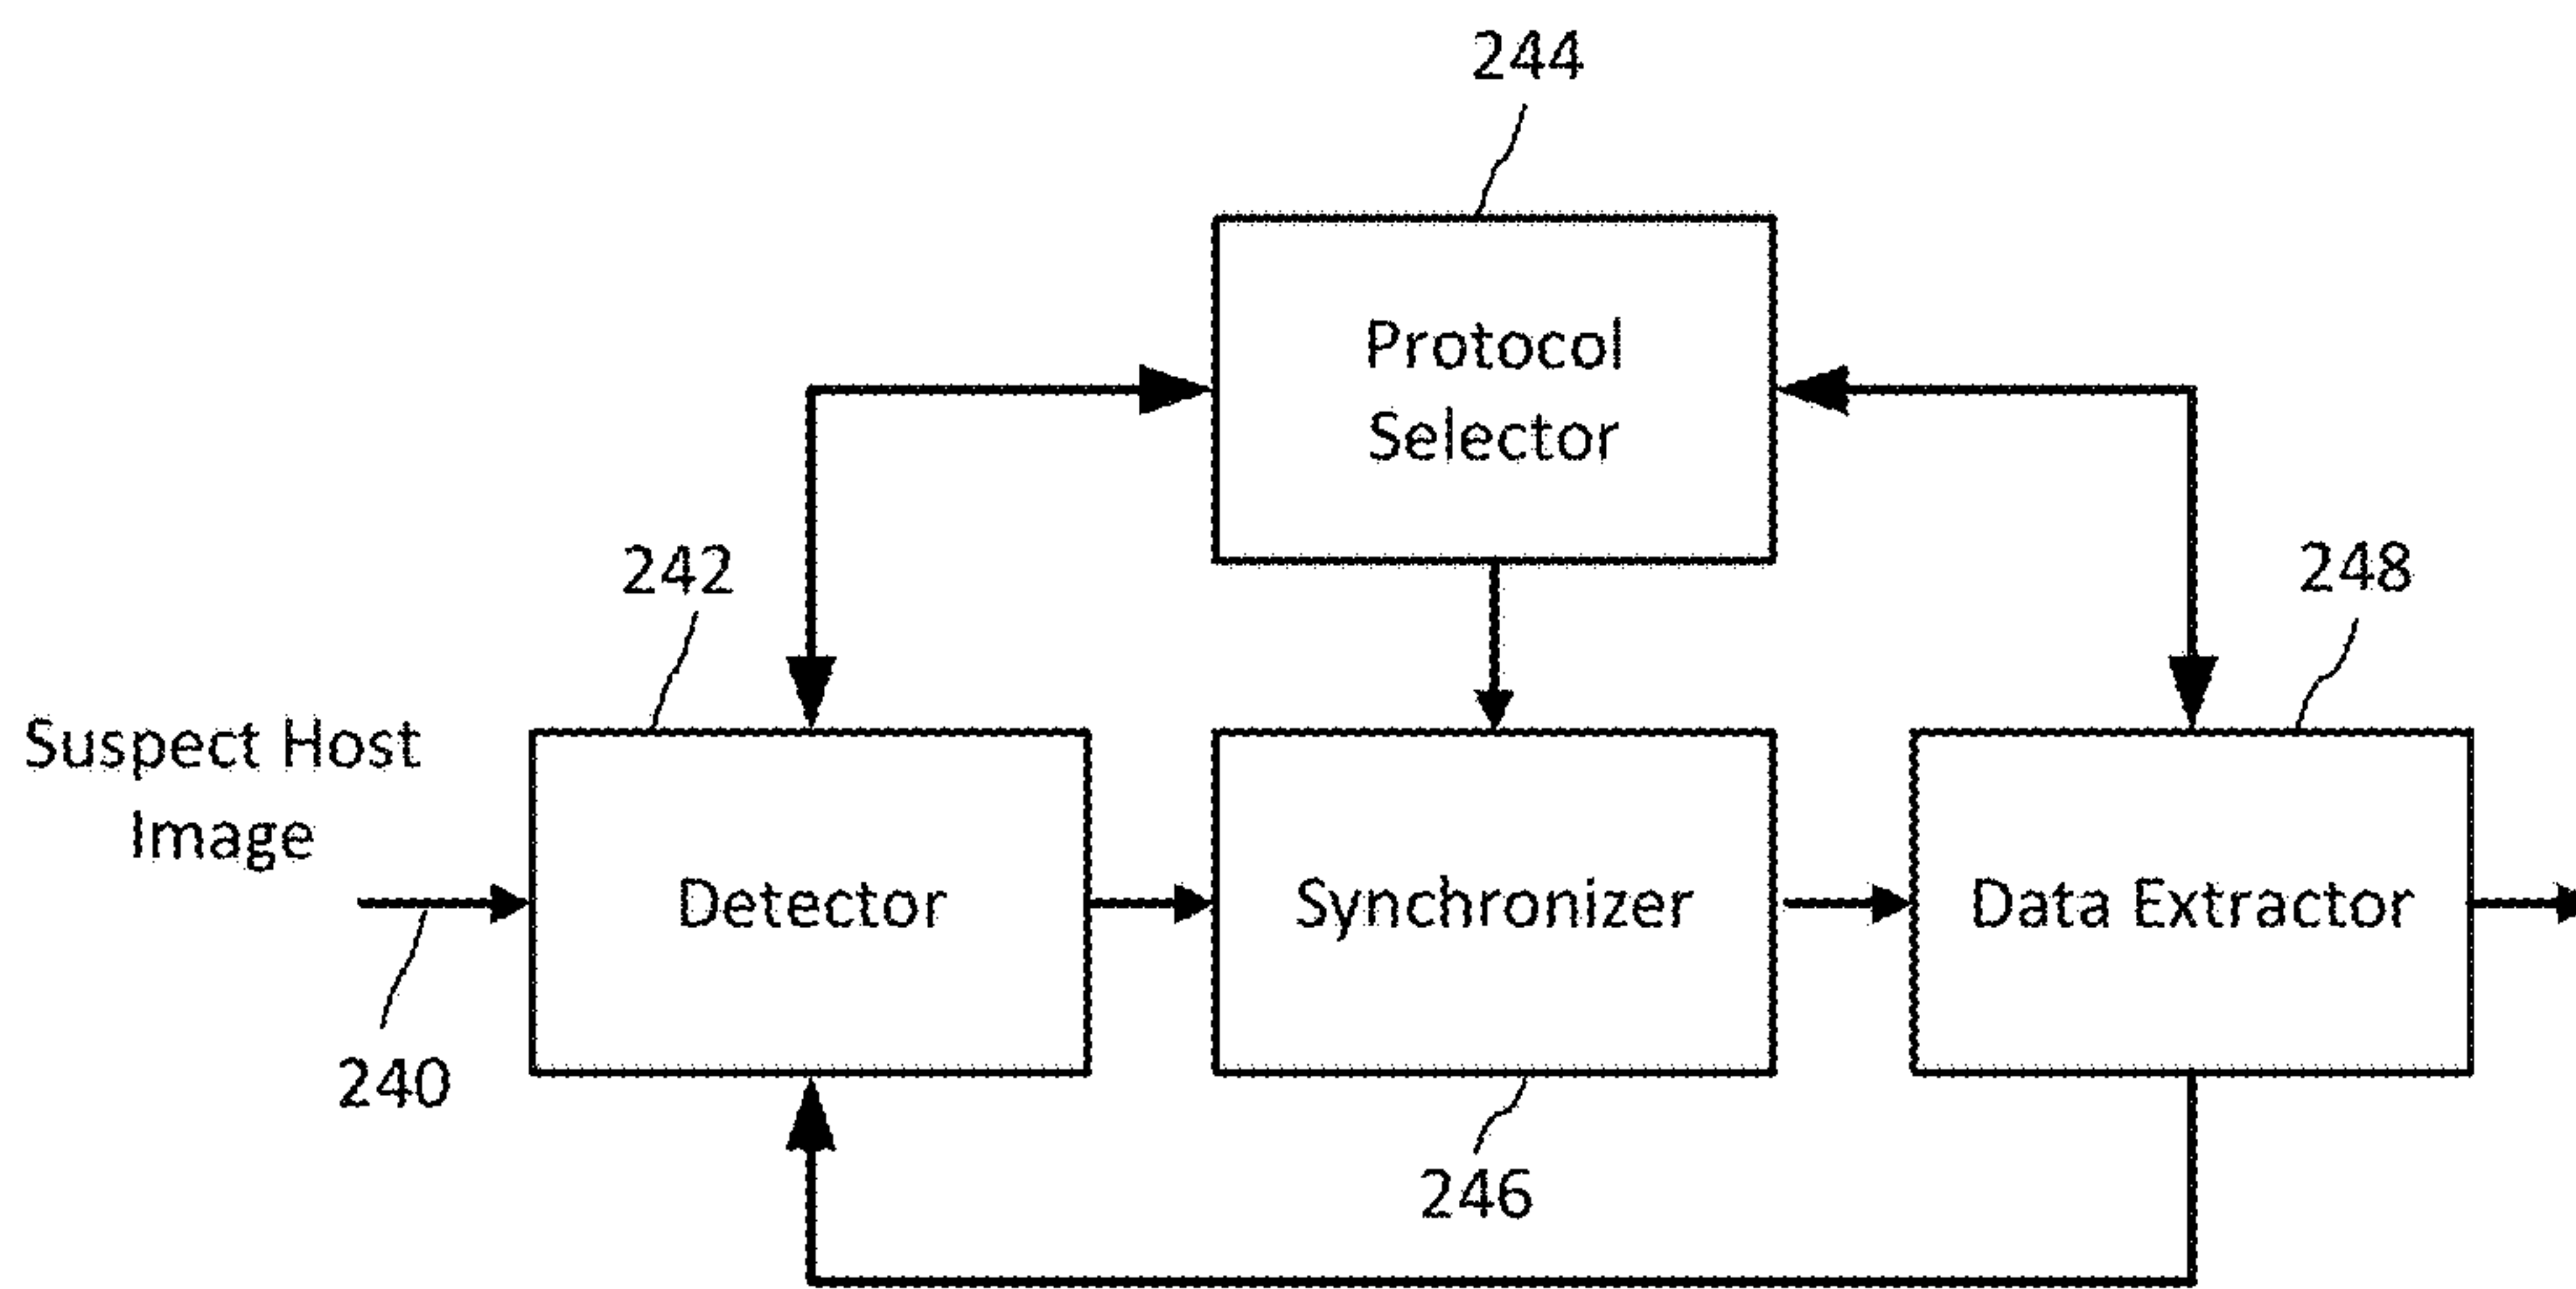 244
Protocol
Selector
242
248
Suspect Host
Image
Detector
Synchronizer
Data Extractor
240
246